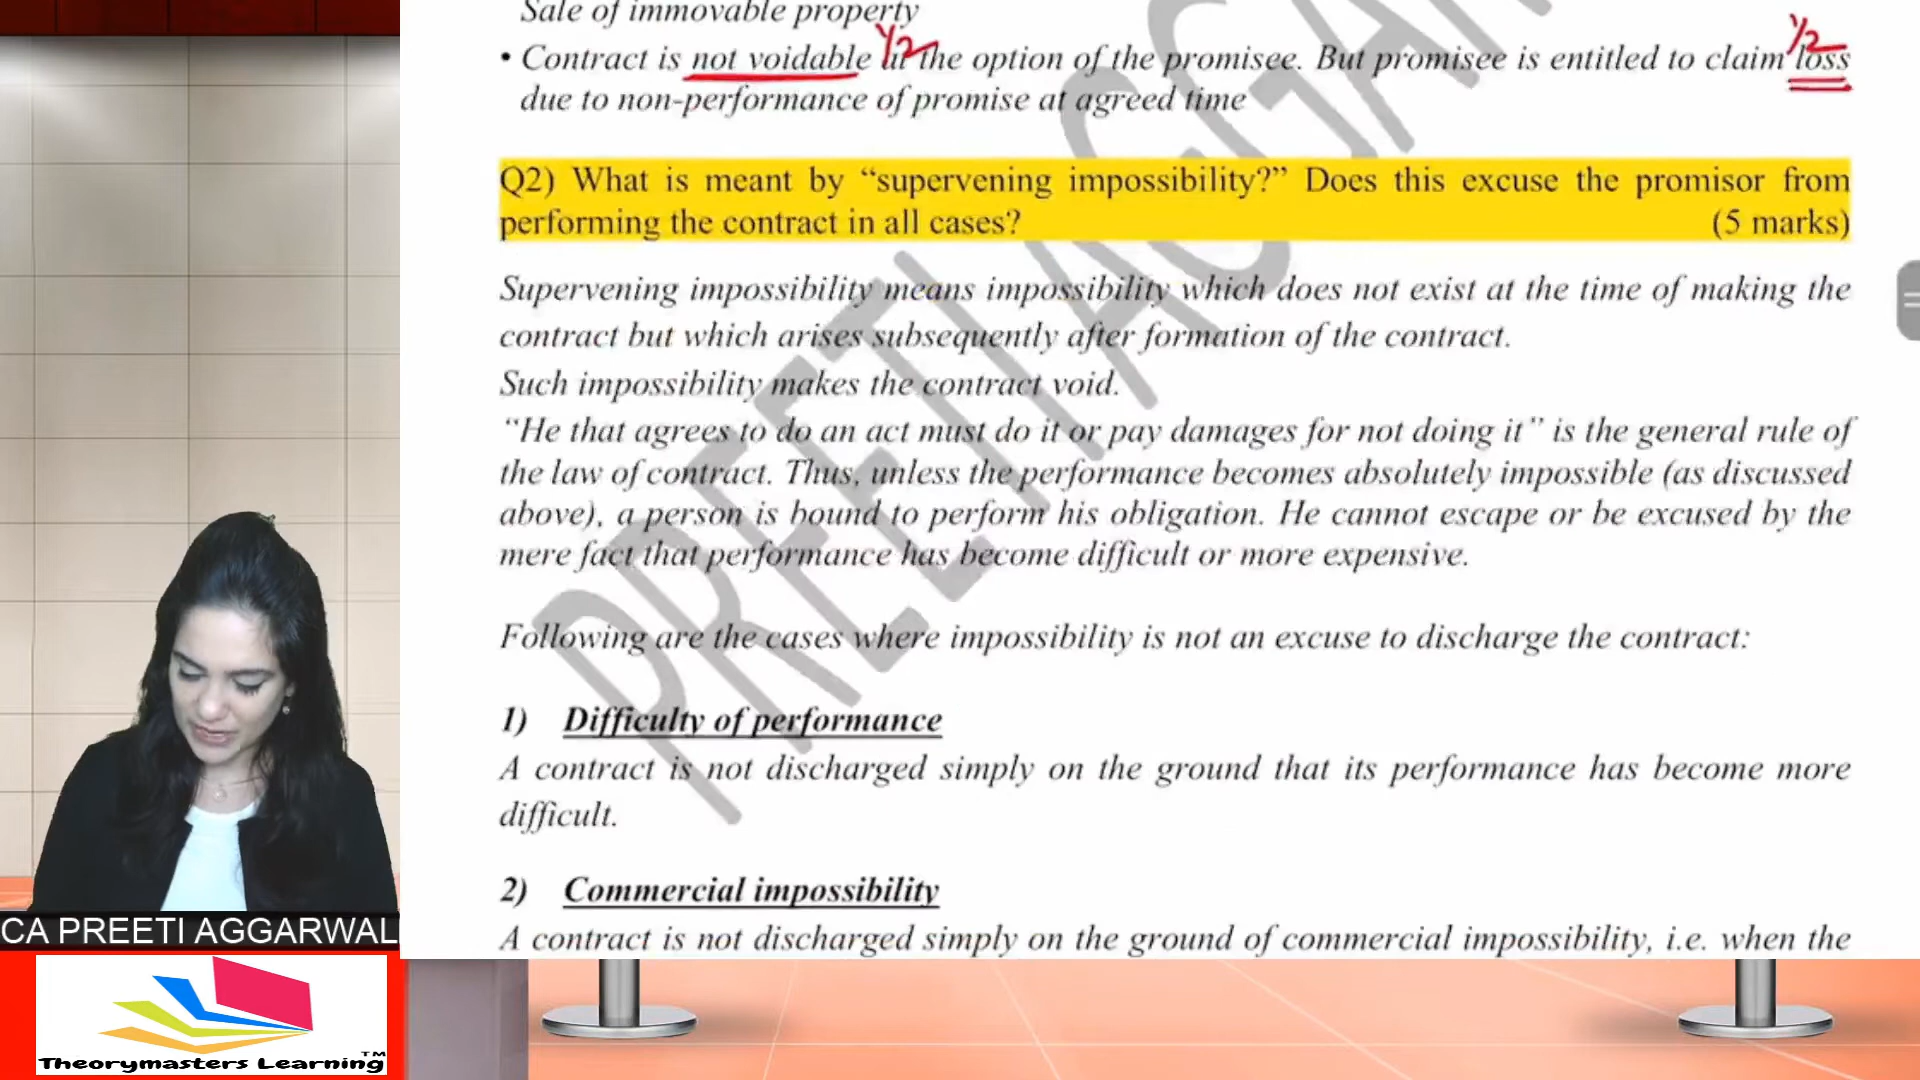 Sale of immovable property
• Contract is not voidable at the option of the promisee. But promisee is entitled to claim loss
1/2
1/2
due to non-performance of promise at agreed time
Q2) What is meant by “supervening impossibility?” Does this excuse the promisor from
performing the contract in all cases? (5 marks)
Supervening impossibility means impossibility which does not exist at the time of making the
contract but which arises subsequently after formation of the contract.
Such impossibility makes the contract void.
“He that agrees to do an act must do it or pay damages for not doing it” is the general rule of
the law of contract. Thus, unless the performance becomes absolutely impossible (as discussed
above), a person is bound to perform his obligation. He cannot escape or be excused by the
mere fact that performance has become difficult or more expensive.
Following are the cases where impossibility is not an excuse to discharge the contract:
1) Difficulty of performance
A contract is not discharged simply on the ground that its performance has become more
difficult.
2) Commercial impossibility
A contract is not discharged simply on the ground of commercial impossibility, i.e. when the
PREETI AGGA
CA PREETI AGGARWAL
Theorymasters Learning™